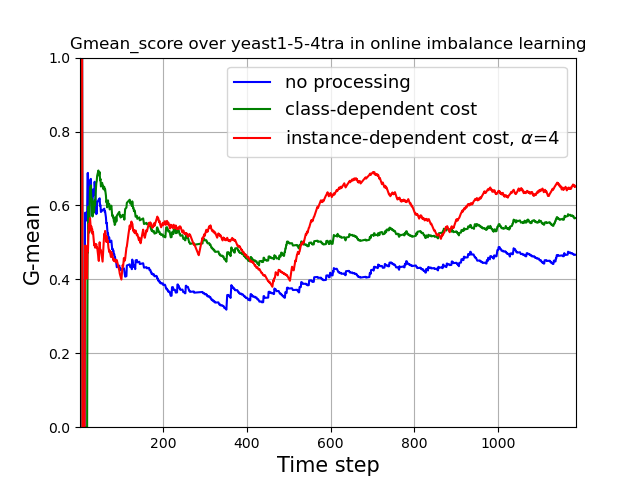 Gmean_score over yeast1-5-4tra in online imbalance learning
no processing
class-dependent cost
instance-dependent cost, α=4
G-mean
1.0
0.8
0.6
0.4
0.2
0.0
200 400 600 800 1000
Time step